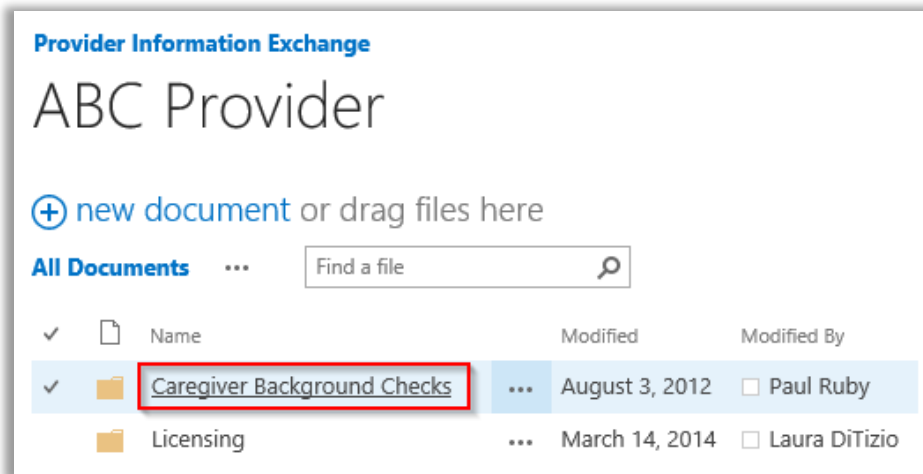 Provider Information Exchange
ABC Provider
new document or drag files here
All Documents ... Find a file
Name Modified Modified By
Caregiver Background Checks ... August 3, 2012 Paul Ruby
Licensing ... March 14, 2014 Laura DiTizio